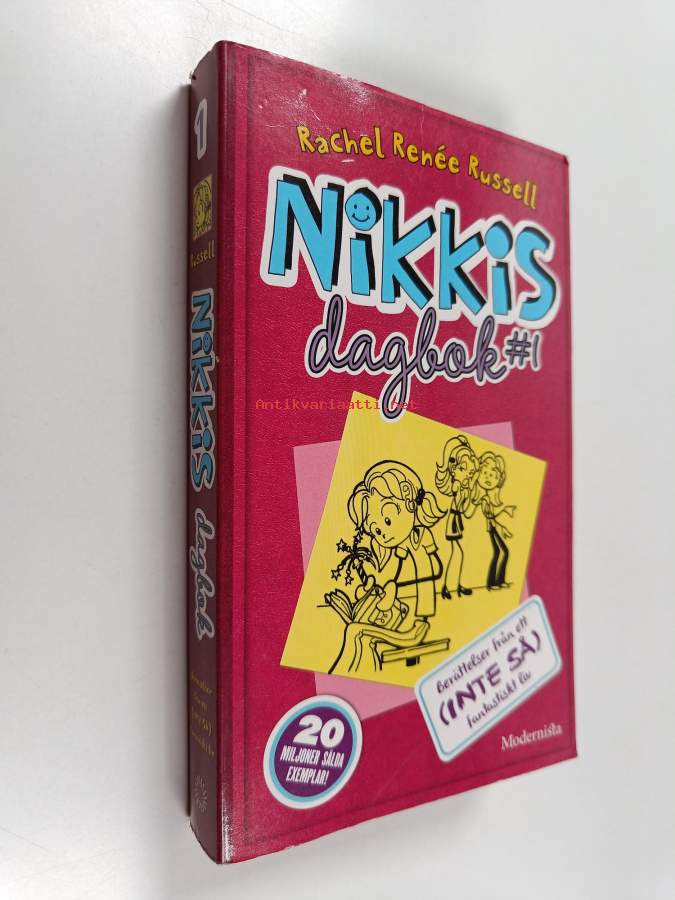 Rachel Renée Russell
NiKKiS
dagbok #1
Antikvariaatti.net
Berättelser från ett
(INTE SÅ)
fantastiskt liv
20
MILJONER SÅLDA
EXEMPLAR!
Modernista
1
Russell
NiKKiS
dagbok